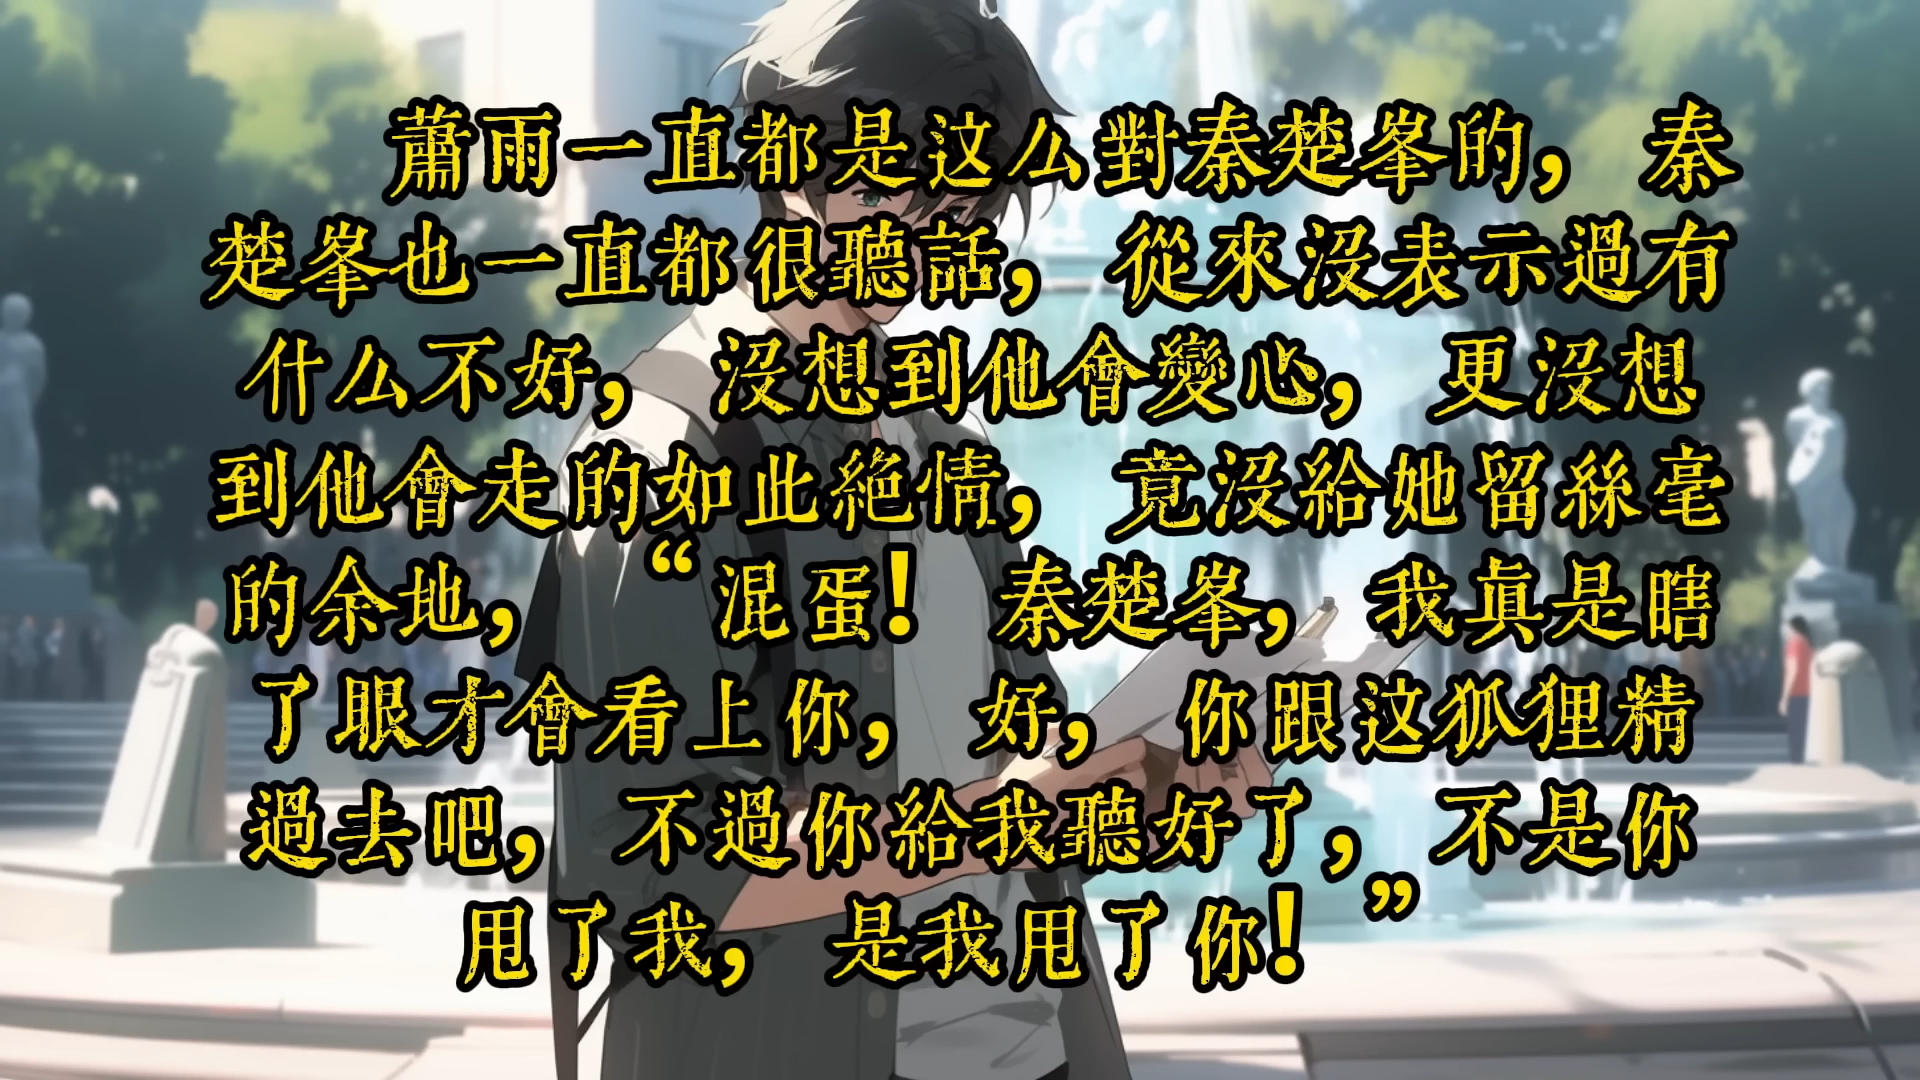 蕭雨一直都是这么對秦楚峯的，秦
楚峯也一直都很聽話，從來沒表示過有
什么不好，沒想到他會變心，更沒想
到他會走的如此絕情，竟沒給她留絲毫
的余地，“混蛋！秦楚峯，我真是瞎
了眼才會看上你，好，你跟这狐狸精
過去吧，不過你給我聽好了，不是你
甩了我，是我甩了你！”